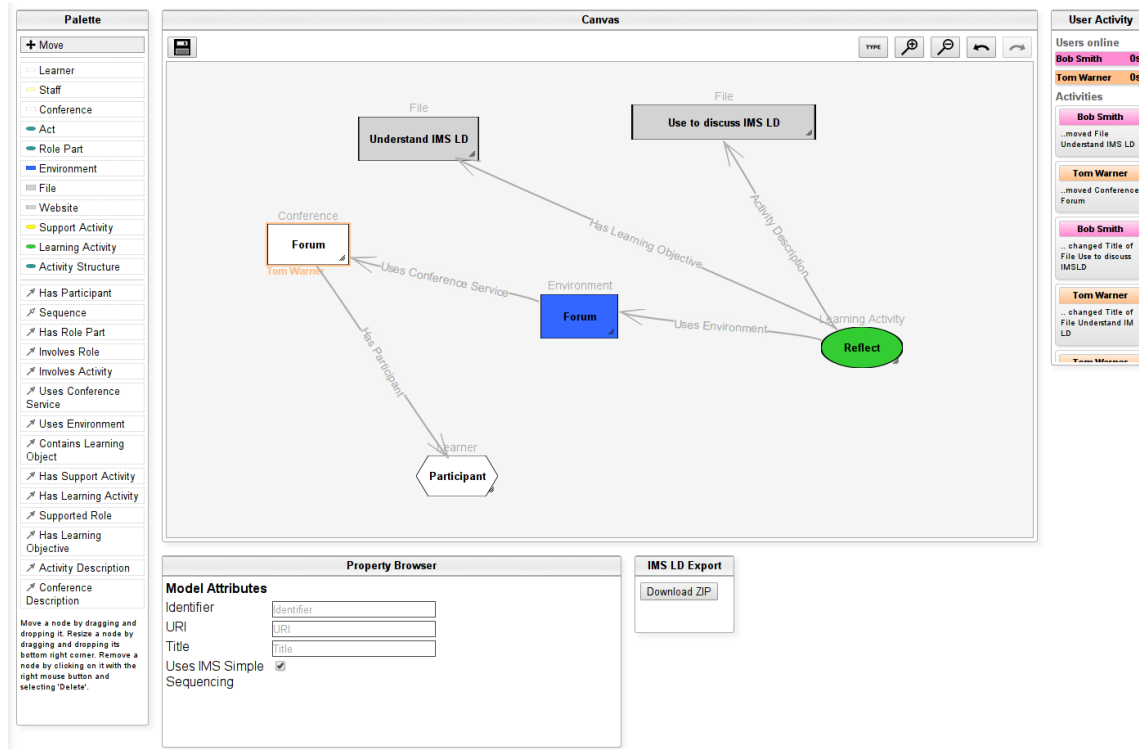 Palette
Move
Learner
Staff
Conference
Act
Role Part
Environment
File
Website
Support Activity
Learning Activity
Activity Structure
Has Participant
Sequence
Has Role Part
Involves Role
Involves Activity
Uses Conference
Service
Uses Environment
Contains Learning
Object
Has Support Activity
Has Learning Activity
Supported Role
Has Learning
Objective
Activity Description
Conference
Description
Move a node by dragging and
dropping it. Resize a node by
dragging and dropping its
bottom right corner. Remove a
node by clicking on it with the
right mouse button and
selecting 'Delete'.
Canvas
TYPE
File
Understand IMS LD
File
Use to discuss IMS LD
Has Learning Objective
Activity Description
Conference
Forum
Tom Warner
Uses Conference Service
Environment
Forum
Uses Environment
Learning Activity
Reflect
Has Participant
Learner
Participant
Property Browser
Model Attributes
Identifier
Identifier
URI
URI
Title
Title
Uses IMS Simple
Sequencing
IMS LD Export
Download ZIP
User Activity
Users online
Bob Smith 0s
Tom Warner 0s
Activities
Bob Smith
..moved File
Understand IMS LD
Tom Warner
..moved Conference
Forum
Bob Smith
.. changed Title of
File Use to discuss
IMSLD
Tom Warner
.. changed Title of
File Understand IM
LD
Tom Warner